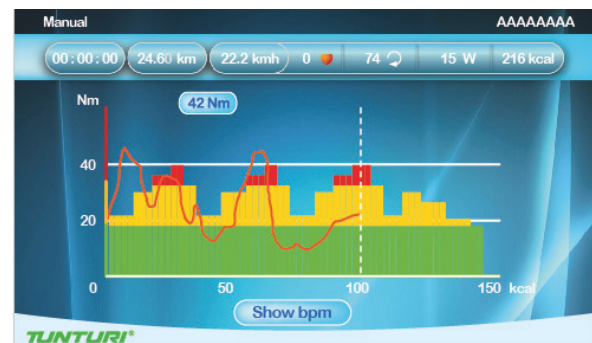 Manual AAAAAAAA
00:00:00 24.60 km 22.2 kmh 0 74 15 W 216 kcal
Nm 42 Nm
40
20
0 50 100 150 kcal
Show bpm
TUNTURI®